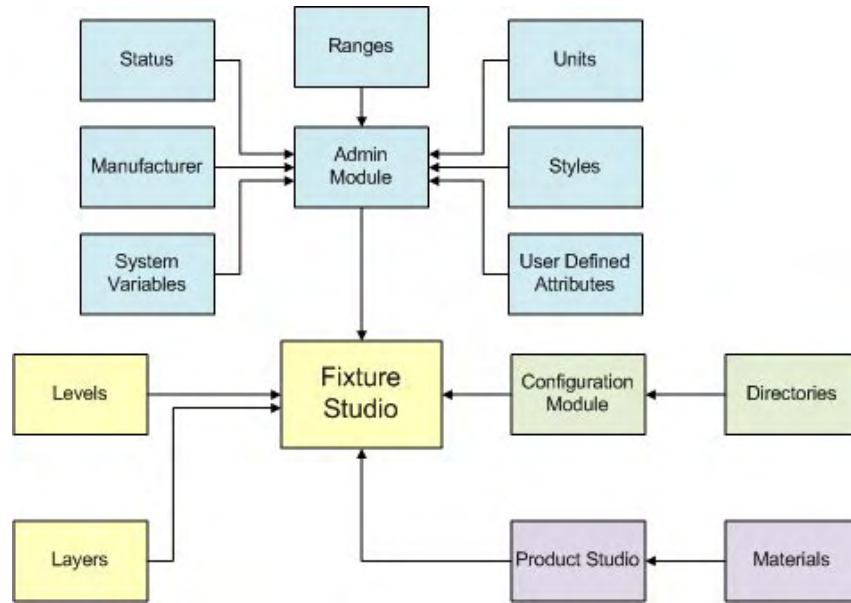 Status
Ranges
Units
Manufacturer
Admin
Module
Styles
System
Variables
User Defined
Attributes
Levels
Fixture
Studio
Configuration
Module
Directories
Layers
Product Studio
Materials